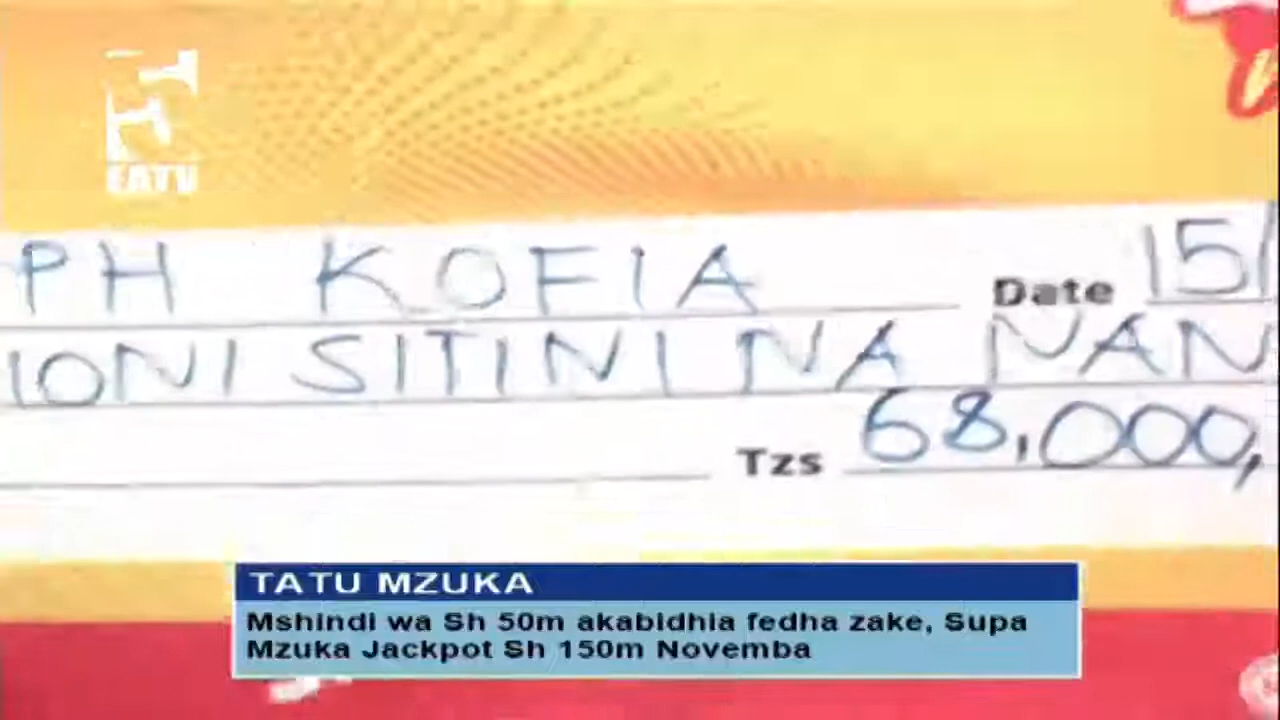 EATV
PH KOFIA Date 15/
IONI SITINI NA NAN
Tzs 68,000,
TATU MZUKA
Mshindi wa Sh 50m akabidhia fedha zake, Supa
Mzuka Jackpot Sh 150m Novemba